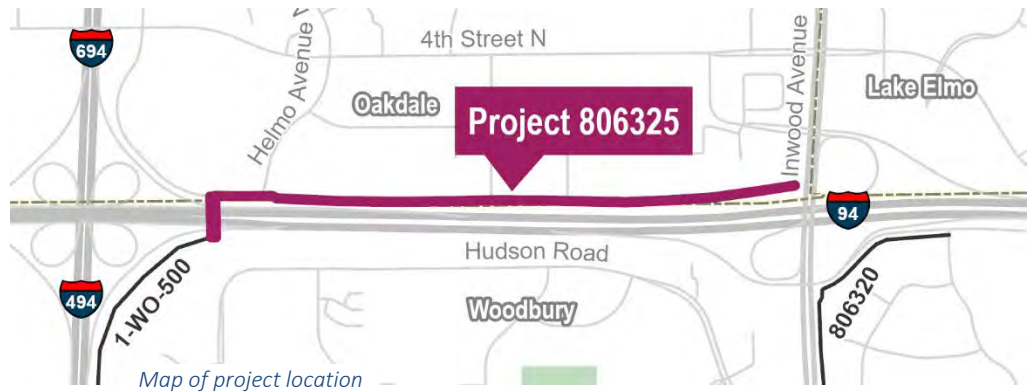 694
4th Street N
Helmo Avenue N
Oakdale
Project 806325
Inwood Avenue
Lake Elmo
94
Hudson Road
494
1-WO-500
Woodbury
806320
Map of project location